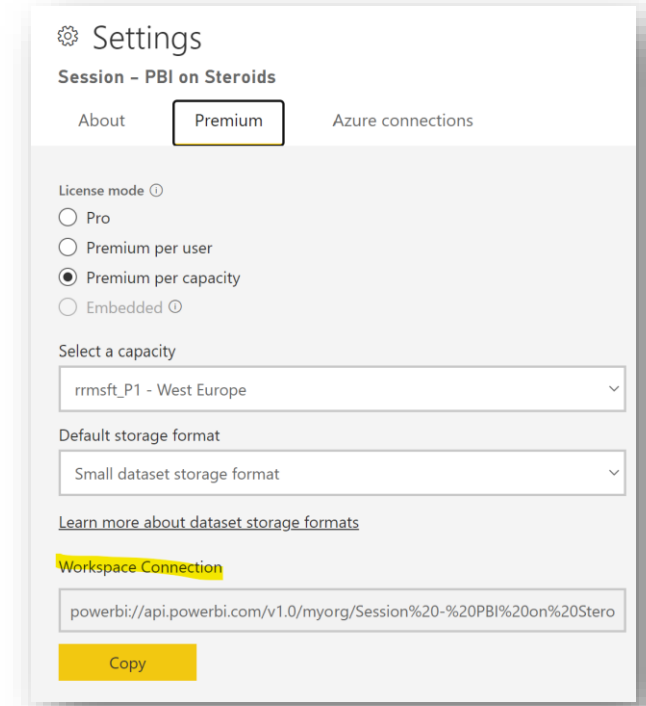 Settings
Session – PBI on Steroids
About Premium Azure connections
License mode
Pro
Premium per user
Premium per capacity
Embedded
Select a capacity
rrmsft_P1 - West Europe
Default storage format
Small dataset storage format
Learn more about dataset storage formats
Workspace Connection
powerbi://api.powerbi.com/v1.0/myorg/Session%20-%20PBI%20on%20Stero
Copy